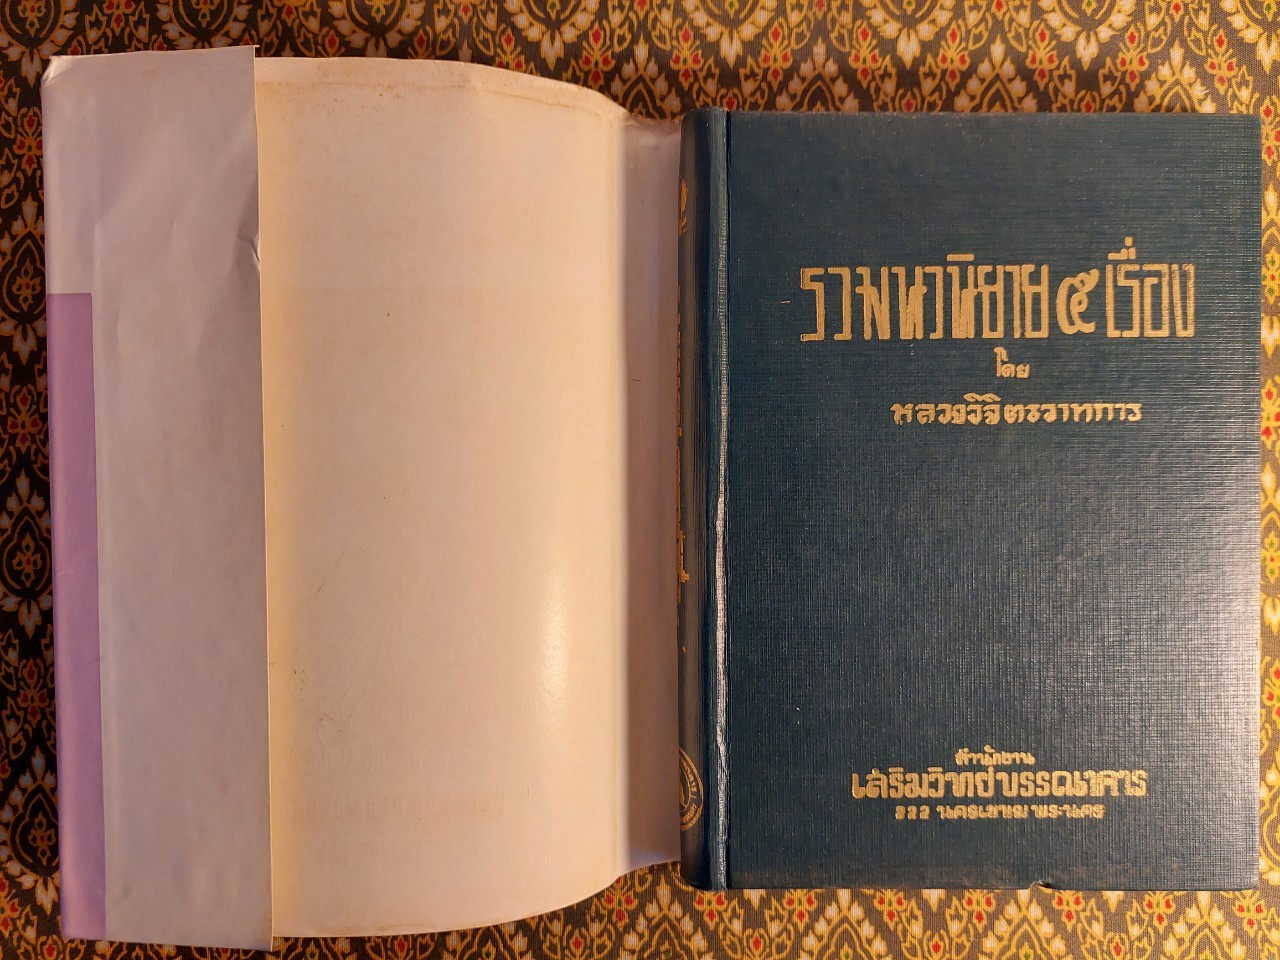 รวมนวนิยาย ๕ เรื่อง
โดย
หลวงวิจิตรวาทการ
สำนักงาน
เสริมวิทย์บรรณาคาร
222 นครเกษม พระนคร